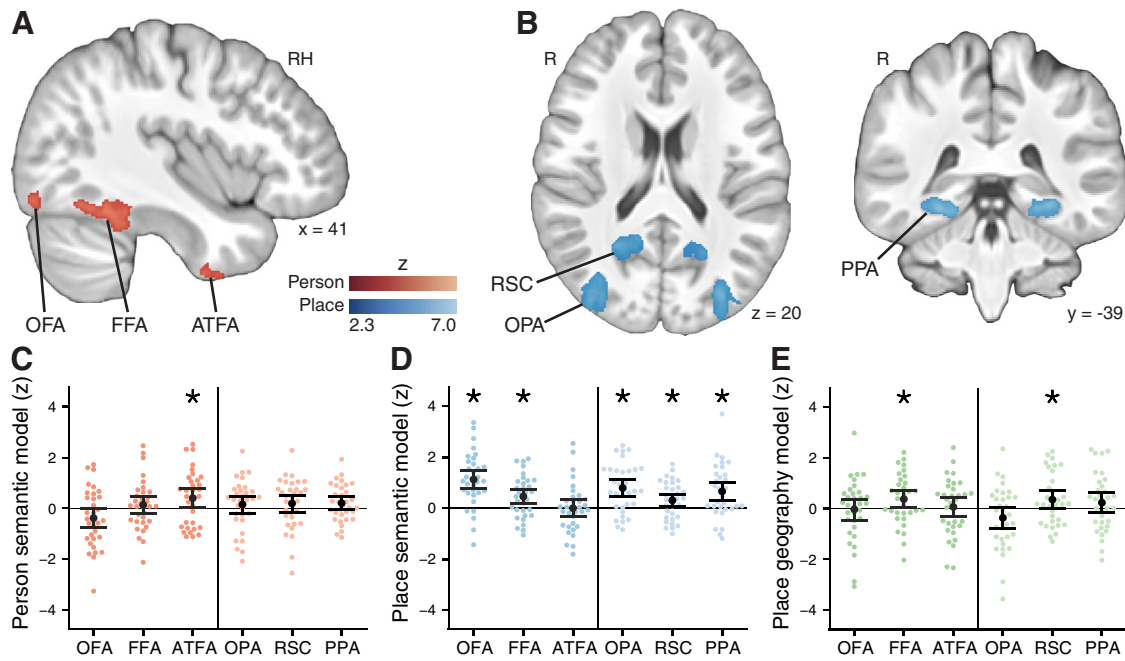 A
RH
x = 41
OFA
FFA
ATFA
z
Person
Place
2.3
7.0
B
R
RSC
OPA
z = 20
R
PPA
y = -39
C
Person semantic model (z)
4
2
0
−2
−4
*
OFA FFA ATFA OPA RSC PPA
D
Place semantic model (z)
4
2
0
−2
−4
* * * * *
OFA FFA ATFA OPA RSC PPA
E
Place geography model (z)
4
2
0
−2
−4
* *
OFA FFA ATFA OPA RSC PPA